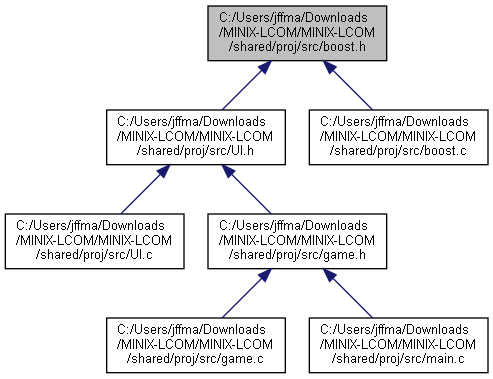 C:/Users/jffma/Downloads
/MINIX-LCOM/MINIX-LCOM
/shared/proj/src/boost.h
C:/Users/jffma/Downloads
/MINIX-LCOM/MINIX-LCOM
/shared/proj/src/UI.h
C:/Users/jffma/Downloads
/MINIX-LCOM/MINIX-LCOM
/shared/proj/src/boost.c
C:/Users/jffma/Downloads
/MINIX-LCOM/MINIX-LCOM
/shared/proj/src/UI.c
C:/Users/jffma/Downloads
/MINIX-LCOM/MINIX-LCOM
/shared/proj/src/game.h
C:/Users/jffma/Downloads
/MINIX-LCOM/MINIX-LCOM
/shared/proj/src/game.c
C:/Users/jffma/Downloads
/MINIX-LCOM/MINIX-LCOM
/shared/proj/src/main.c